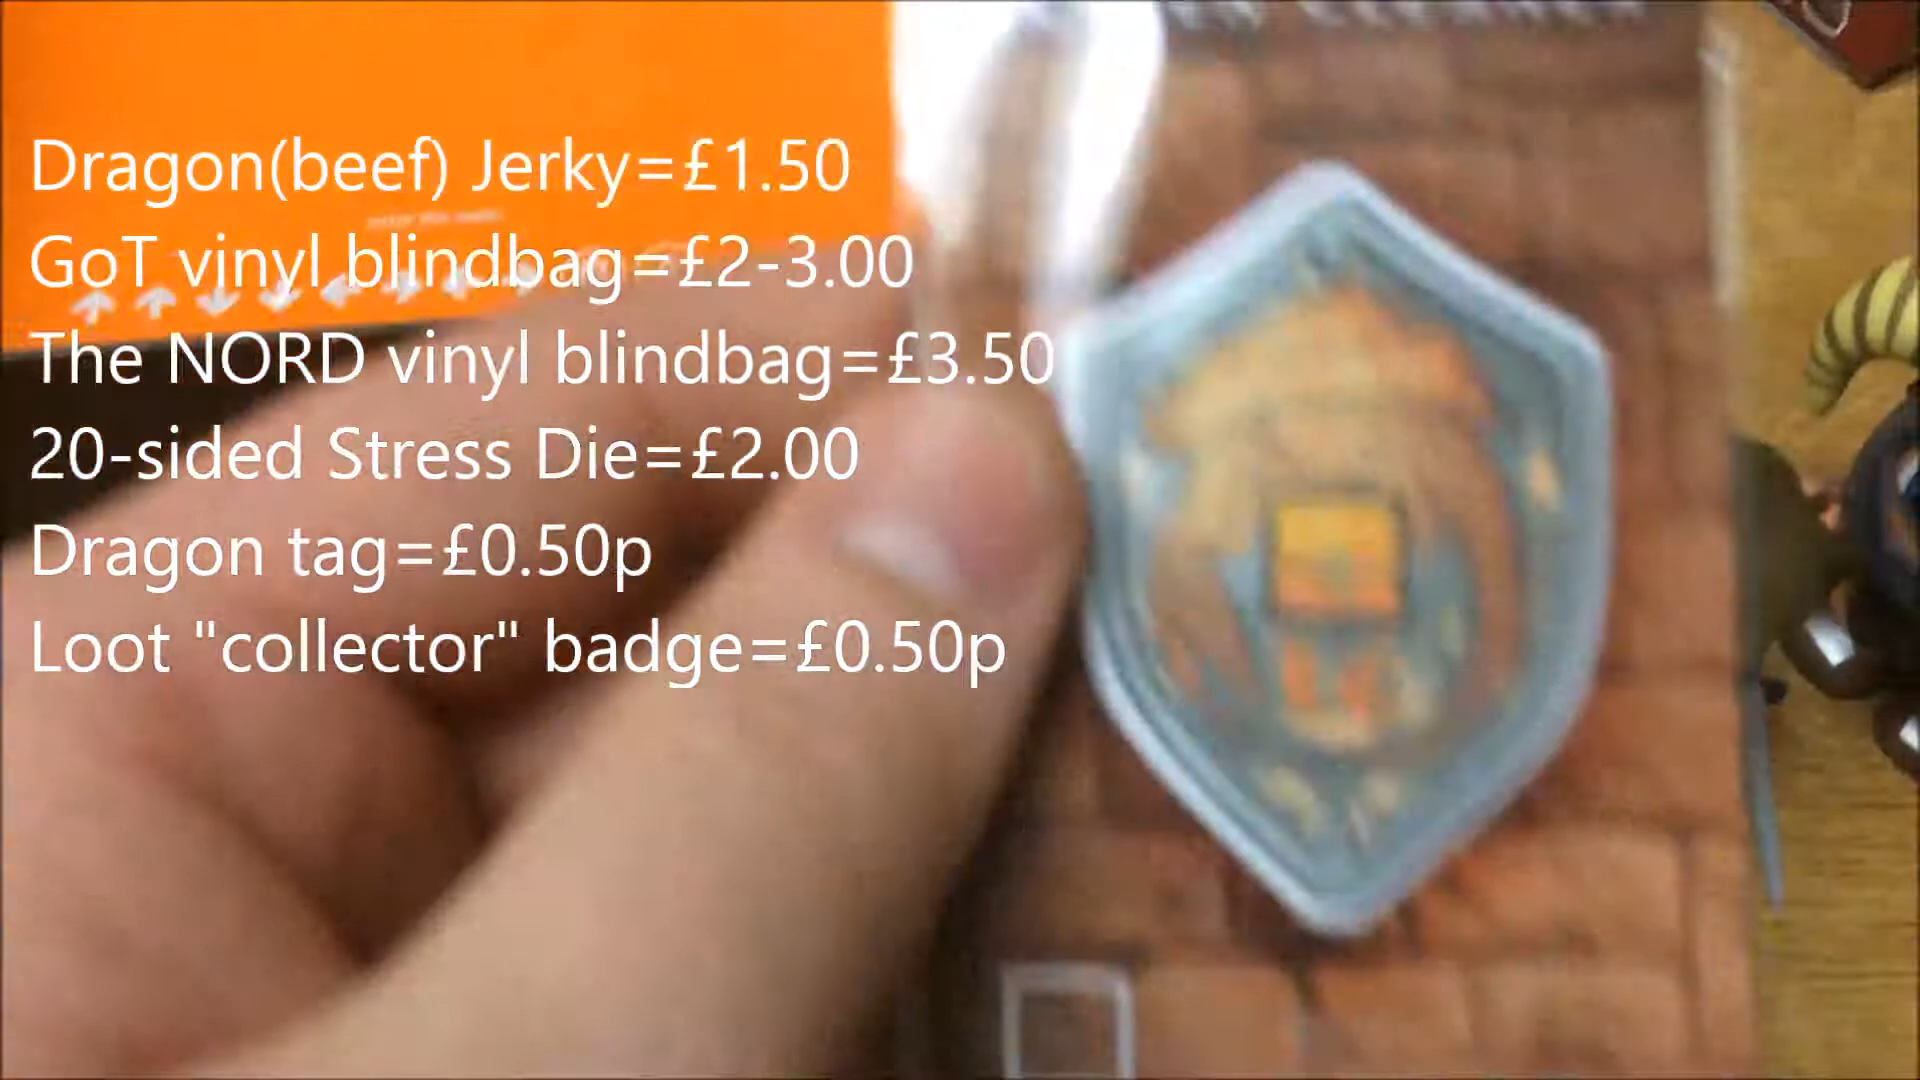 Dragon(beef) Jerky=£1.50
GoT vinyl blindbag=£2-3.00
The NORD vinyl blindbag=£3.50
20-sided Stress Die=£2.00
Dragon tag=£0.50p
Loot "collector" badge=£0.50p